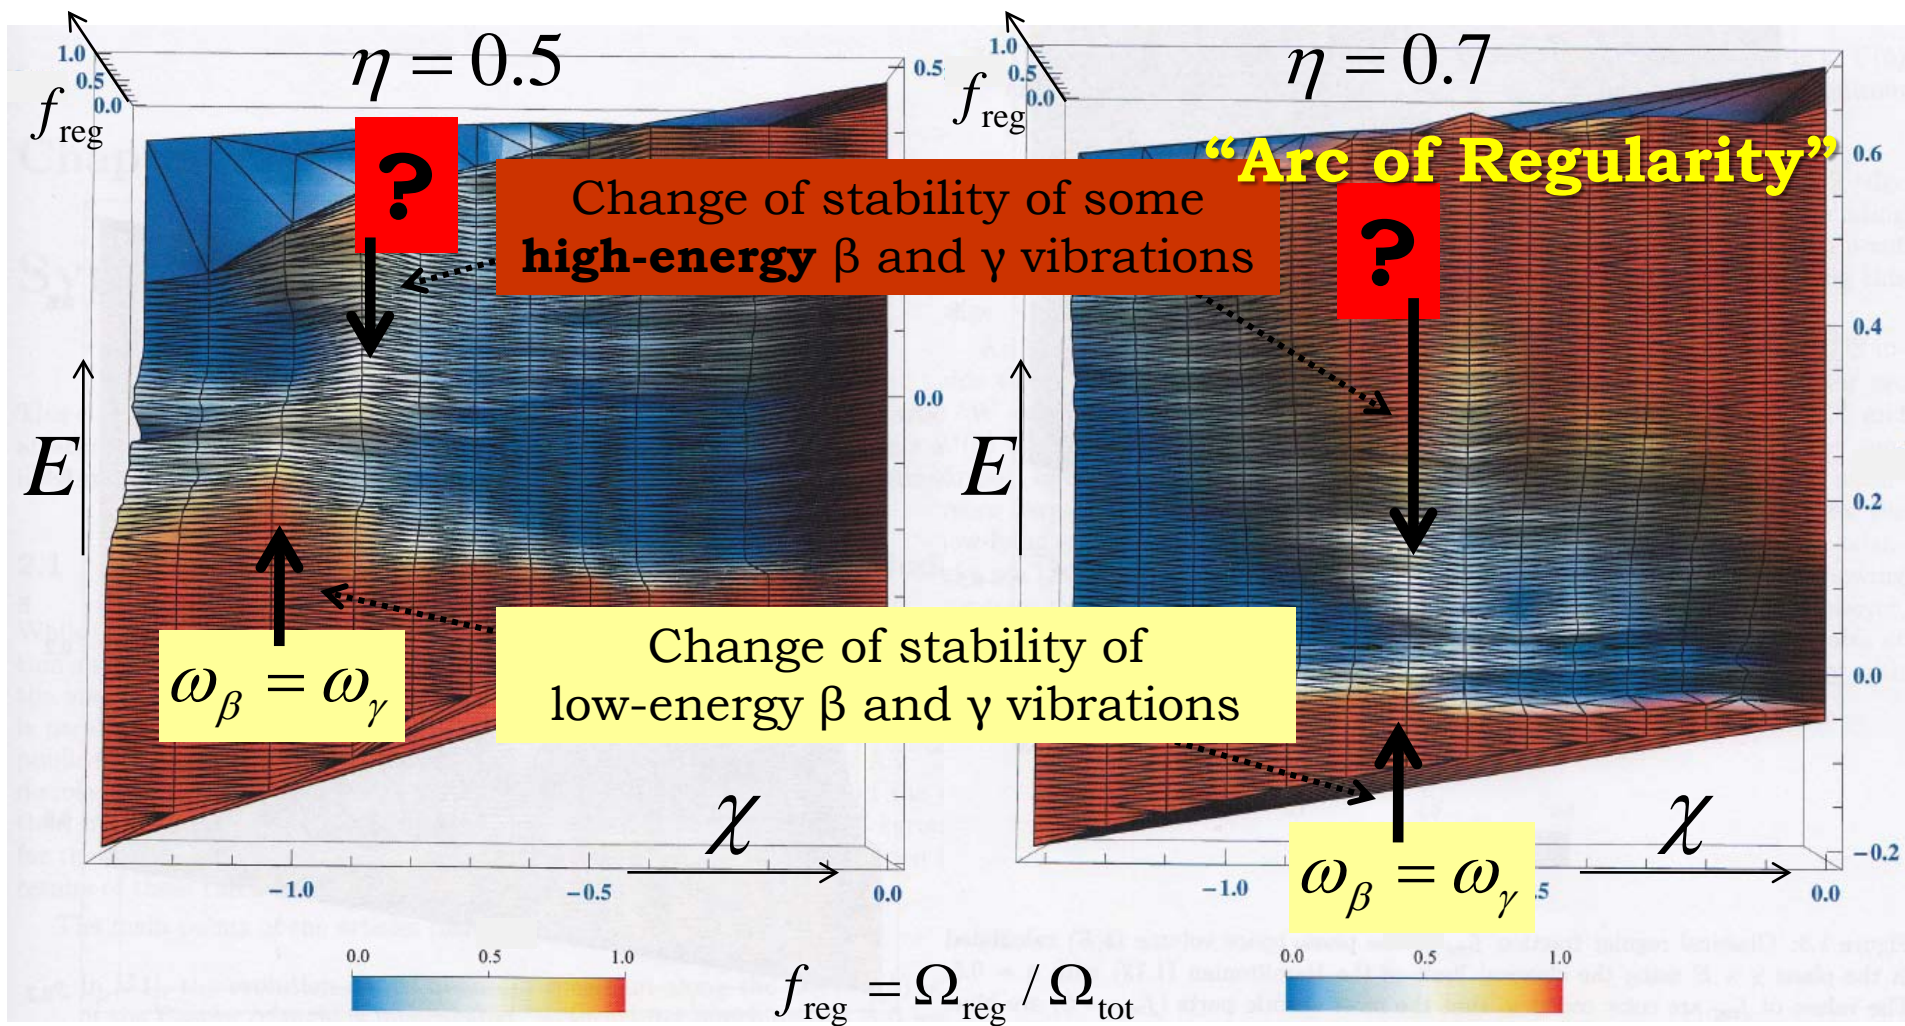 η = 0.5
η = 0.7
f_reg
1.0
0.5
0.0
0.5
0.0
f_reg
1.0
0.5
0.0
0.6
0.4
0.2
0.0
−0.2
“Arc of Regularity”
?
?
Change of stability of some
high-energy β and γ vibrations
E
E
Change of stability of
low-energy β and γ vibrations
ω_β = ω_γ
ω_β = ω_γ
χ
χ
−1.0
−0.5
0.0
−1.0
.5
0.0
0.0
0.5
1.0
f_reg = Ω_reg / Ω_tot
0.0
0.5
1.0